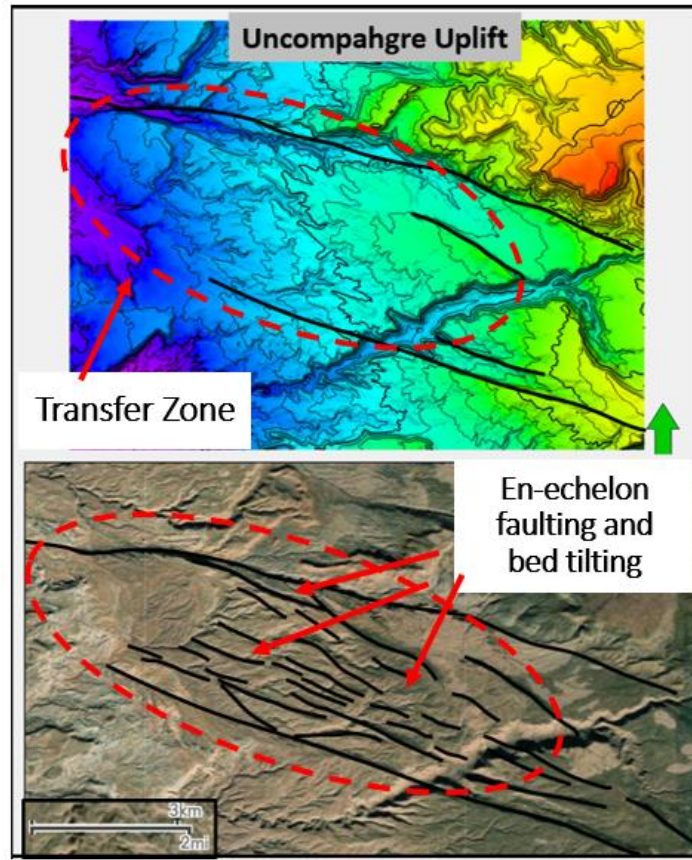 Uncompahgre Uplift
Transfer Zone
En-echelon
faulting and
bed tilting
3km
2mi